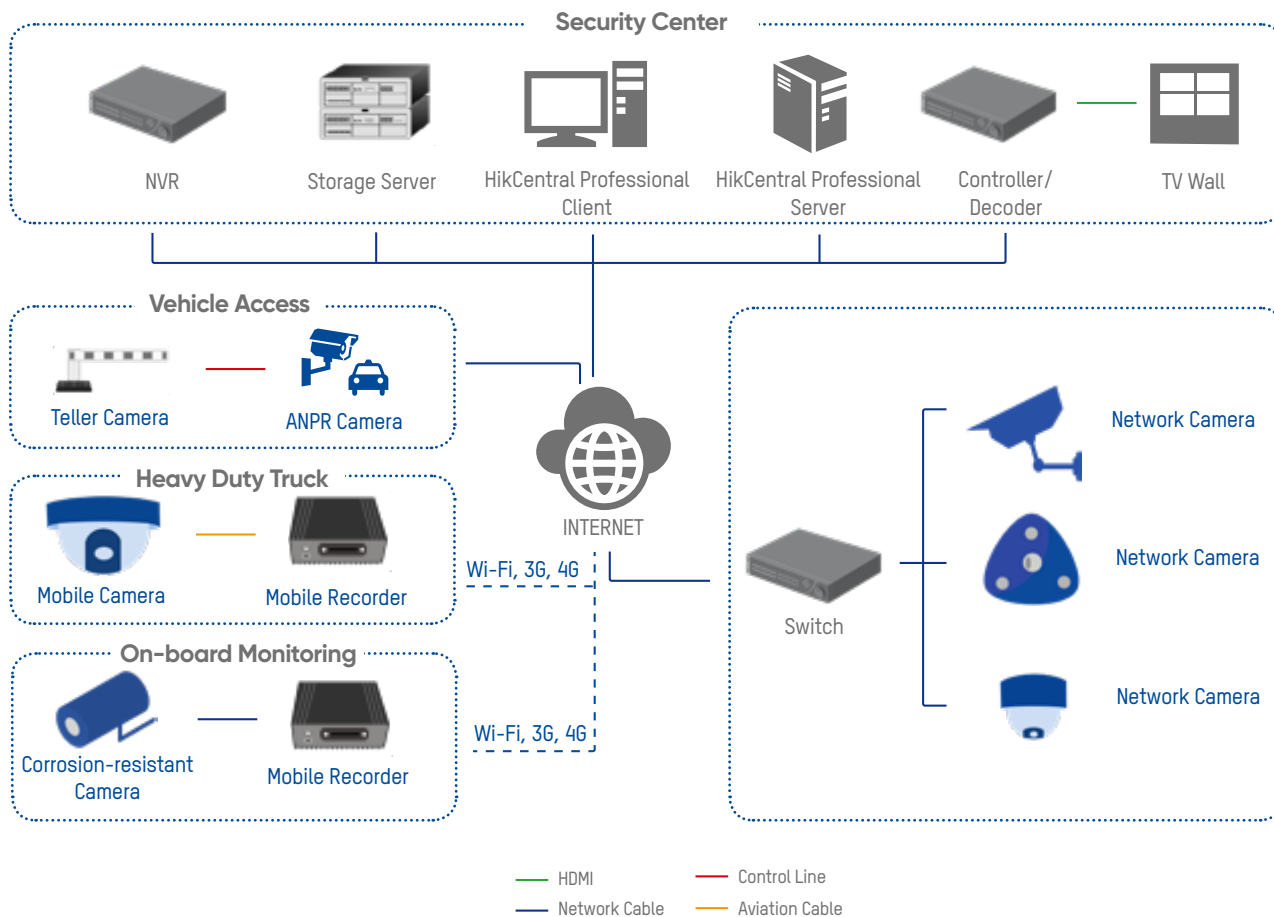 Security Center
NVR
Storage Server
HikCentral Professional
Client
HikCentral Professional
Server
Controller/
Decoder
TV Wall
Vehicle Access
Teller Camera
ANPR Camera
Heavy Duty Truck
Mobile Camera
Mobile Recorder
Wi-Fi, 3G, 4G
On-board Monitoring
Corrosion-resistant
Camera
Mobile Recorder
Wi-Fi, 3G, 4G
INTERNET
Switch
Network Camera
Network Camera
Network Camera
HDMI
Control Line
Network Cable
Aviation Cable